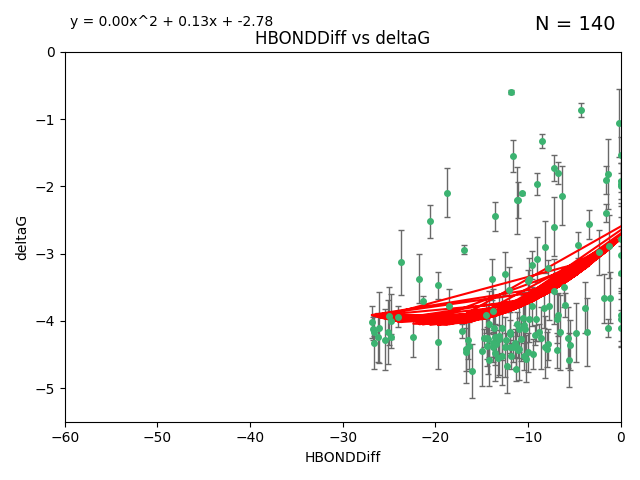 y = 0.00x^2 + 0.13x + -2.78
N = 140
HBONDDiff vs deltaG
0
−1
−2
−3
−4
−5
deltaG
−60
−50
−40
−30
−20
−10
0
HBONDDiff